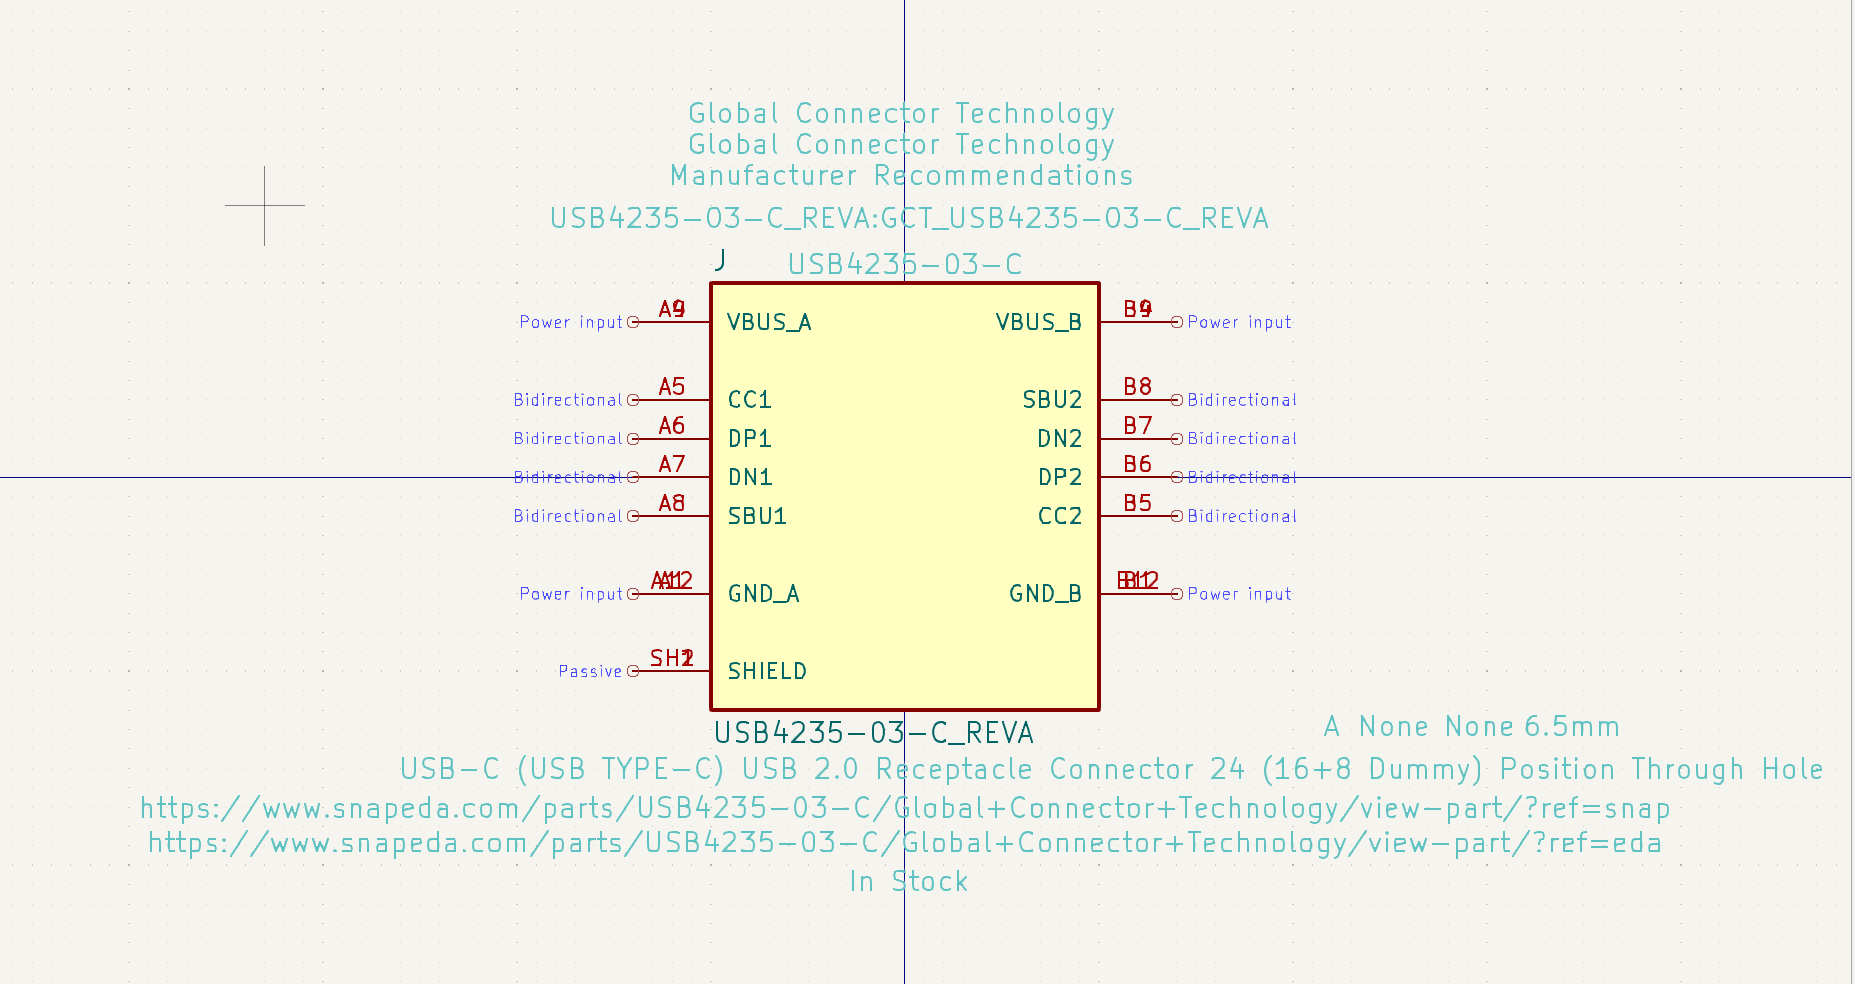 Global Connector Technology
Global Connector Technology
Manufacturer Recommendations
USB4235-03-C_REVA:GCT_USB4235-03-C_REVA
J USB4235-03-C
Power input VBUS_A VBUS_B Power input
Bidirectional A5 CC1 SBU2 B8 Bidirectional
Bidirectional A6 DP1 DN2 B7 Bidirectional
Bidirectional A7 DN1 DP2 B6 Bidirectional
Bidirectional A8 SBU1 CC2 B5 Bidirectional
Power input GND_A GND_B Power input
Passive SHIELD
USB4235-03-C_REVA
A None None 6.5mm
USB-C (USB TYPE-C) USB 2.0 Receptacle Connector 24 (16+8 Dummy) Position Through Hole
https://www.snapeda.com/parts/USB4235-03-C/Global+Connector+Technology/view-part/?ref=snap
https://www.snapeda.com/parts/USB4235-03-C/Global+Connector+Technology/view-part/?ref=eda
In Stock